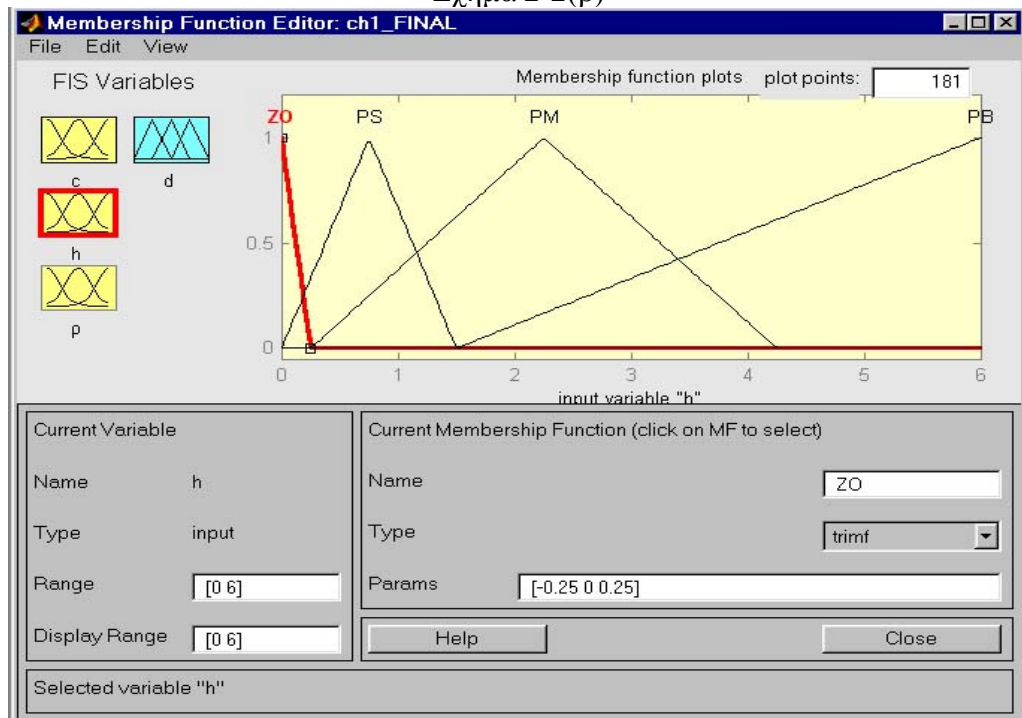 Σχήμα 2-2(β)
Membership Function Editor: ch1_FINAL
File Edit View
FIS Variables
Membership function plots plot points: 181
ZO PS PM PB
1
0.5
0
0 1 2 3 4 5 6
input variable "h"
c d
h
ρ
Current Variable
Name h
Type input
Range [0 6]
Display Range [0 6]
Current Membership Function (click on MF to select)
Name ZO
Type trimf
Params [-0.25 0 0.25]
Help Close
Selected variable "h"